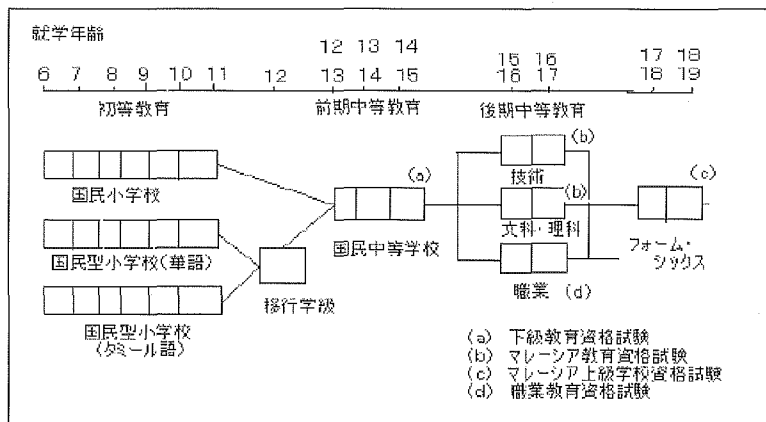 就学年齢
12 13 14
15 16
17 18
6 7 8 9 10 11 12 13 14 15 16 17 18 19
初等教育 前期中等教育 後期中等教育
(b)
(a)
(c)
技術
国民小学校
(b)
文科・理科
国民中等学校
国民型小学校(華語)
フォーム・
シックス
職業 (d)
移行学級
国民型小学校
(タミール語)
(a) 下級教育資格試験
(b) マレーシア教育資格試験
(c) マレーシア上級学校資格試験
(d) 職業教育資格試験